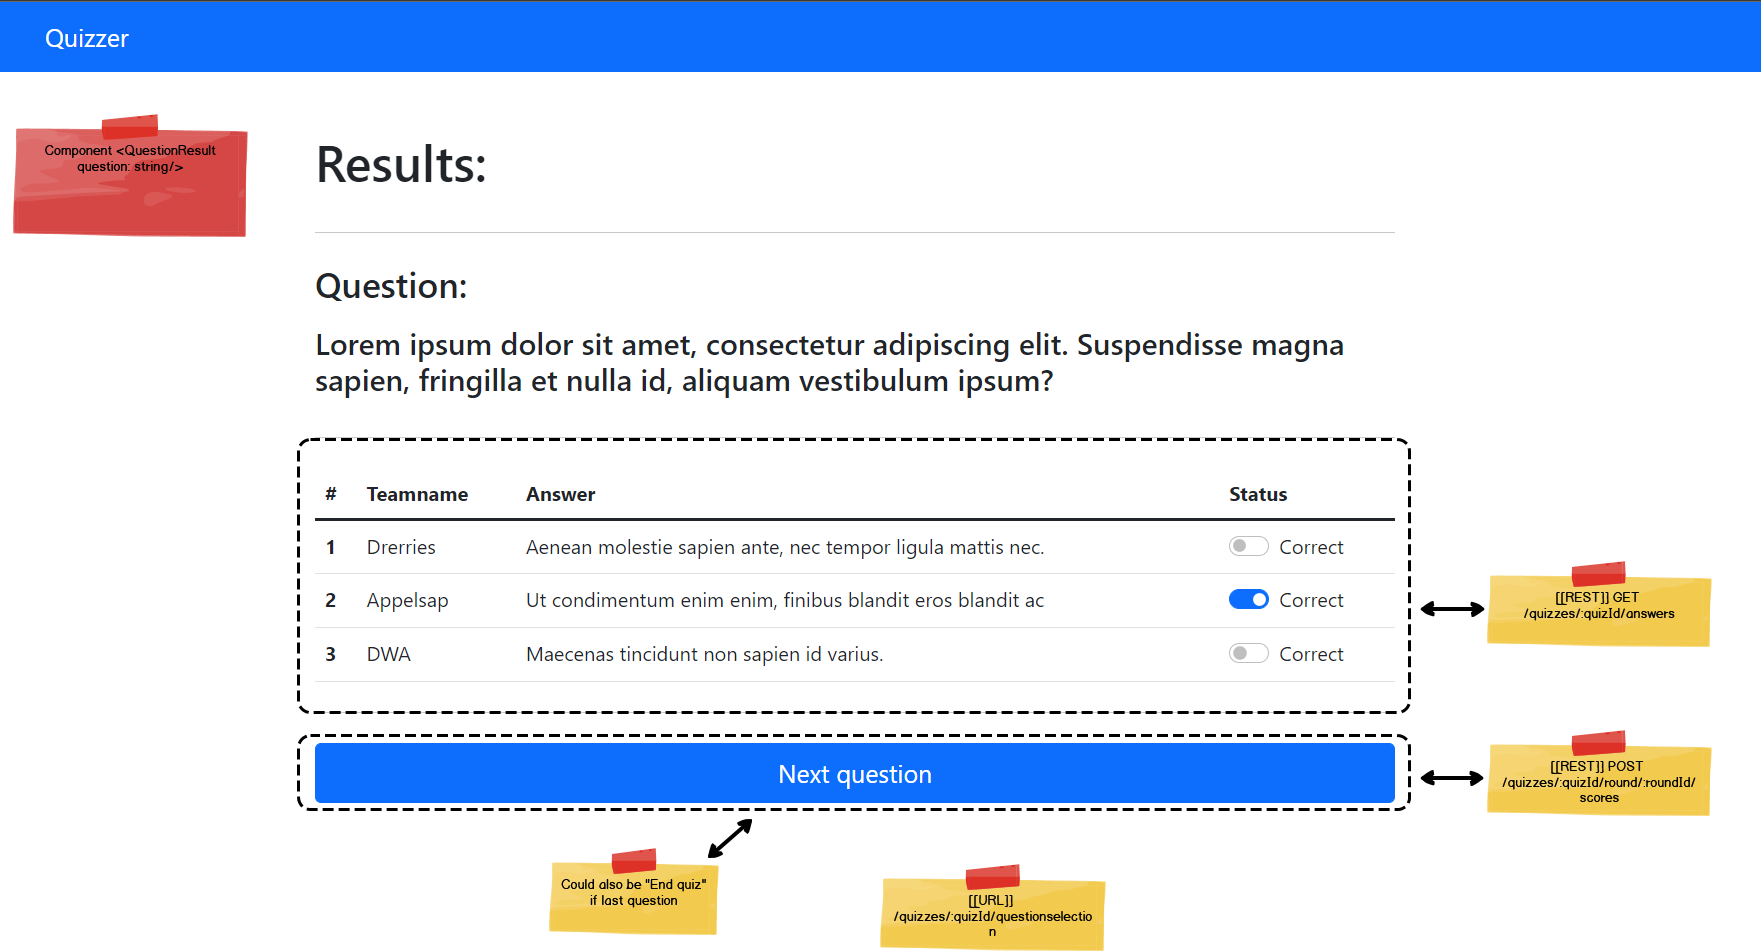 Quizzer
Component <QuestionResult
question: string/>
Results:
Question:
Lorem ipsum dolor sit amet, consectetur adipiscing elit. Suspendisse magna
sapien, fringilla et nulla id, aliquam vestibulum ipsum?
# Teamname Answer Status
1 Drerries Aenean molestie sapien ante, nec tempor ligula mattis nec. Correct
2 Appelsap Ut condimentum enim enim, finibus blandit eros blandit ac Correct
3 DWA Maecenas tincidunt non sapien id varius. Correct
[[REST]] GET
/quizzes/:quizId/answers
Next question
[[REST]] POST
/quizzes/:quizId/round/:roundId/
scores
Could also be "End quiz"
if last question
[[URL]]
/quizzes/:quizId/questionselectio
n